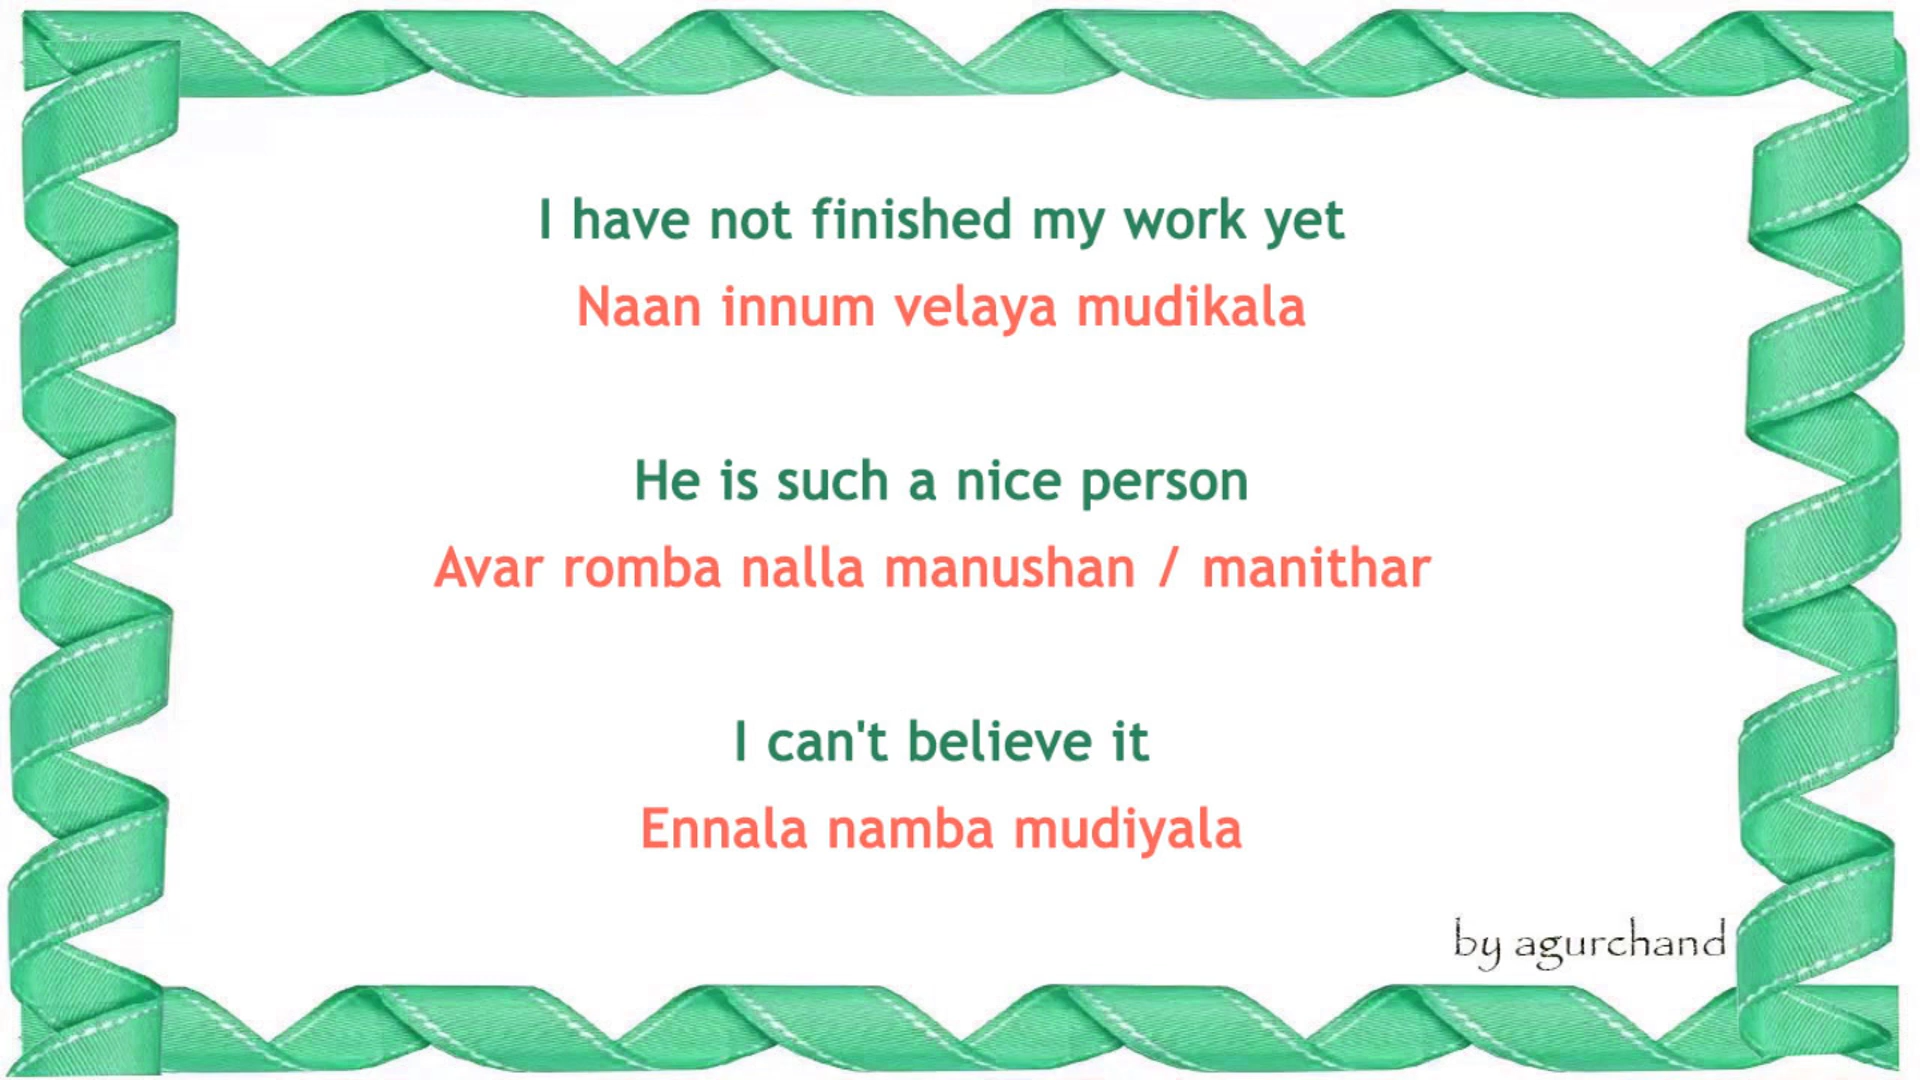 I have not finished my work yet
Naan innum velaya mudikala
He is such a nice person
Avar romba nalla manushan / manithar
I can't believe it
Ennala namba mudiyala
by agurchand